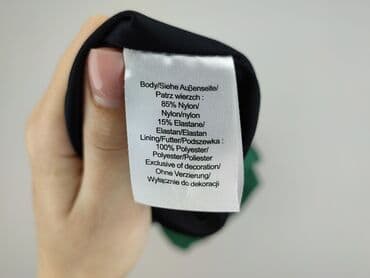 Body/Siehe Außenseite/
Patrz wierzch :
85% Nylon/
Nylon/nylon
15% Elastane/
Elastan/Elastan
Lining/Futter/Podszewka :
100% Polyester/
Polyester/Poliester
Exclusive of decoration/
Ohne Verzierung/
Wyłącznie do dekoracji